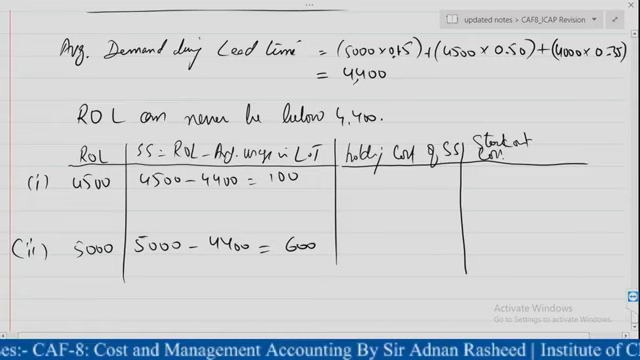 updated notes > CAF8_ICAP Revision
Avg. Demand during Lead time = (5000 x 0.15) + (4500 x 0.50) + (4000 x 0.35)
= 4,400
ROL can never be below 4,400.
ROL SS = ROL - Avg. usage in L.T holding Cost of SS Stock out Cost
(i) 4500 4500 - 4400 = 100
(ii) 5000 5000 - 4400 = 600
Activate Windows
Go to Settings to activate Windows.
ses:- CAF-8: Cost and Management Accounting By Sir Adnan Rasheed | Institute of C